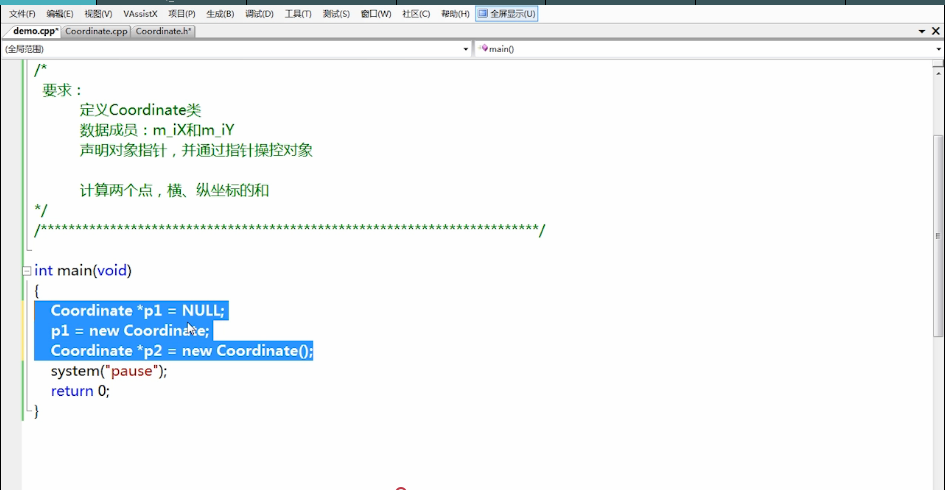 文件(F) 编辑(E) 视图(V) VAssistX 项目(P) 生成(B) 调试(D) 工具(T) 测试(S) 窗口(W) 社区(C) 帮助(H) 全屏显示(U)
demo.cpp* Coordinate.cpp Coordinate.h*
(全局范围) main()
/*
要求：
定义Coordinate类
数据成员：m_iX和m_iY
声明对象指针，并通过指针操控对象
计算两个点，横、纵坐标的和
*/
/************************************************************************/
int main(void)
{
Coordinate *p1 = NULL;
p1 = new Coordinate;
Coordinate *p2 = new Coordinate();
system("pause");
return 0;
}